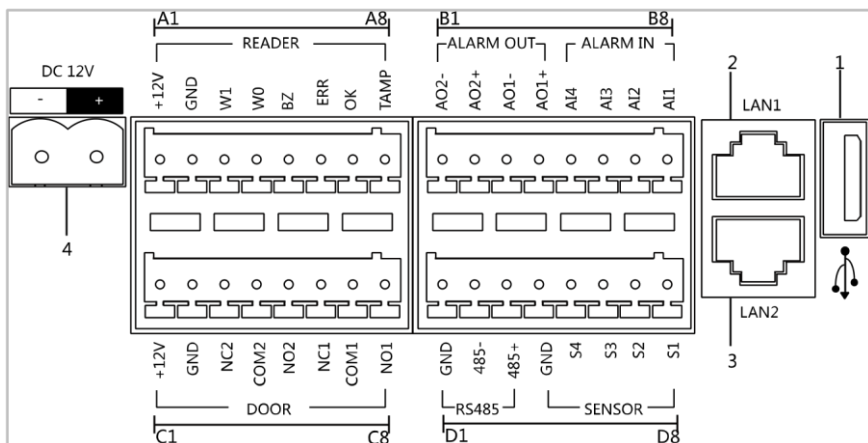 A1 A8 B1 B8
READER ALARM OUT ALARM IN
DC 12V
- +
+12V GND W1 W0 BZ ERR OK TAMP AO2- AO2+ AO1- AO1+ AI4 AI3 AI2 AI1
2 1
LAN1
4
LAN2
3
+12V GND NC2 COM2 NO2 NC1 COM1 NO1 GND 485- 485+ GND S4 S3 S2 S1
DOOR RS485 SENSOR
C1 C8 D1 D8